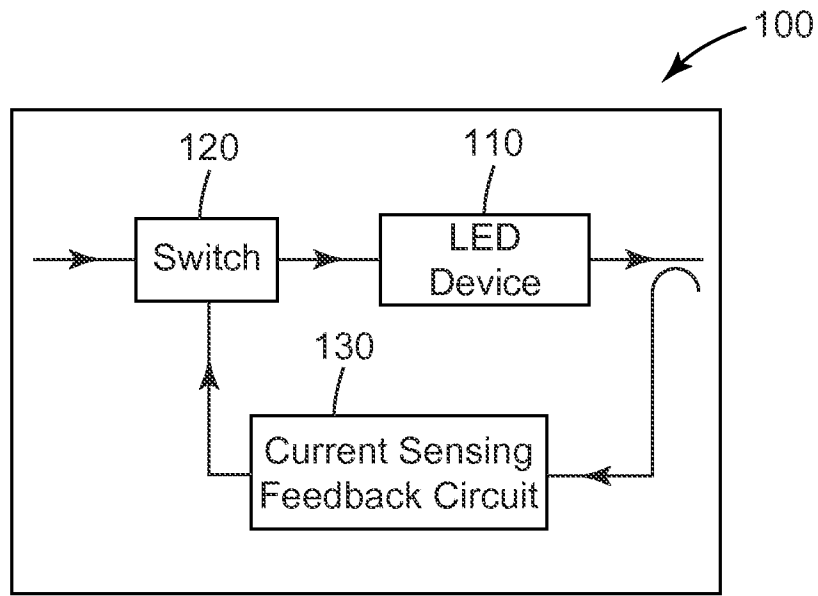 100
120
110
Switch
LED
Device
130
Current Sensing
Feedback Circuit